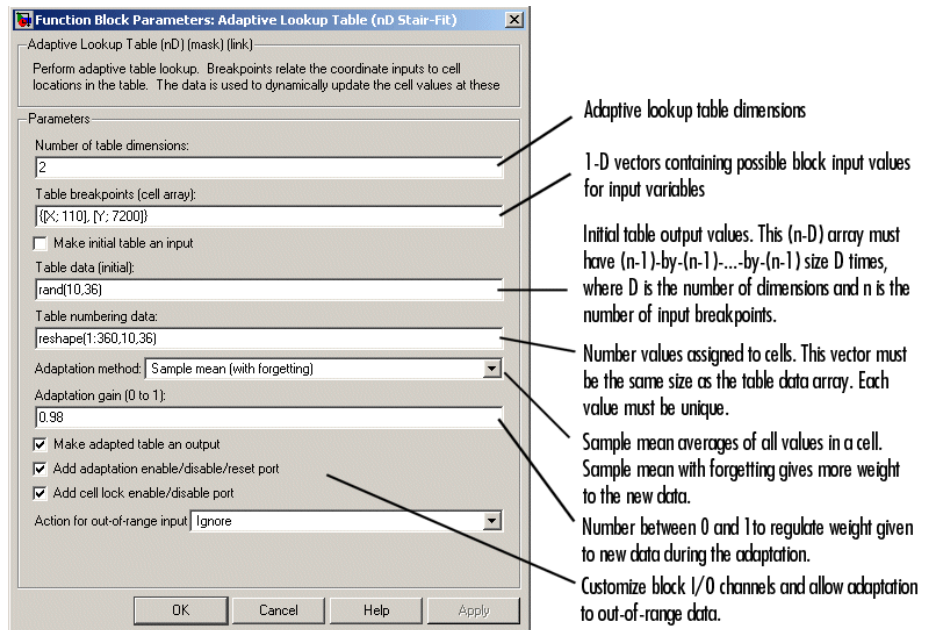 Function Block Parameters: Adaptive Lookup Table (nD Stair-Fit)
Adaptive Lookup Table (nD) (mask) (link)
Perform adaptive table lookup. Breakpoints relate the coordinate inputs to cell
locations in the table. The data is used to dynamically update the cell values at these
Parameters
Number of table dimensions:
2
Table breakpoints (cell array):
{[X; 110], [Y; 7200]}
Make initial table an input
Table data (initial):
rand(10,36)
Table numbering data:
reshape(1:360,10,36)
Adaptation method: Sample mean (with forgetting)
Adaptation gain (0 to 1):
0.98
Make adapted table an output
Add adaptation enable/disable/reset port
Add cell lock enable/disable port
Action for out-of-range input Ignore
OK Cancel Help Apply
Adaptive lookup table dimensions
1-D vectors containing possible block input values
for input variables
Initial table output values. This (n-D) array must
have (n-1)-by-(n-1)-...-by-(n-1) size D times,
where D is the number of dimensions and n is the
number of input breakpoints.
Number values assigned to cells. This vector must
be the same size as the table data array. Each
value must be unique.
Sample mean averages of all values in a cell.
Sample mean with forgetting gives more weight
to the new data.
Number between 0 and 1to regulate weight given
to new data during the adaptation.
Customize block I/O channels and allow adaptation
to out-of-range data.